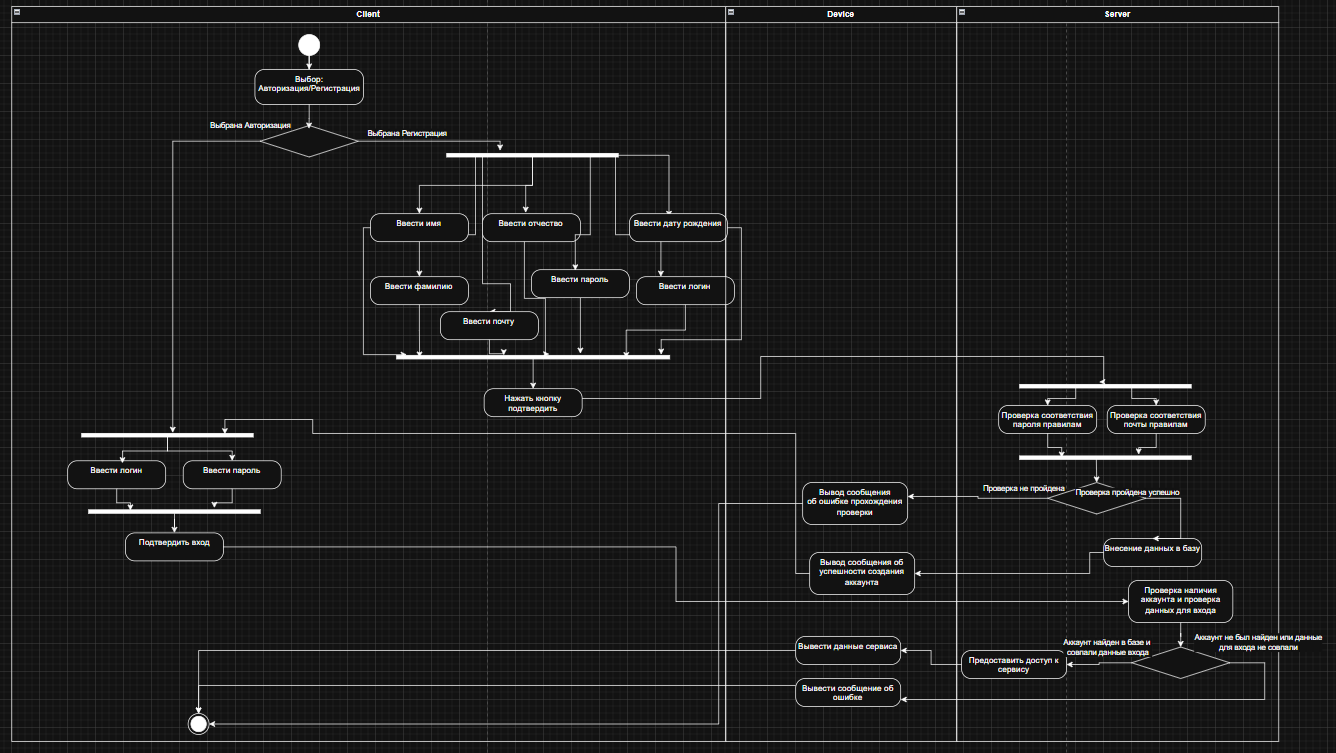 Client
Device
Server
Выбор:
Авторизация/Регистрация
Выбрана Авторизация
Выбрана Регистрация
Ввести имя
Ввести отчество
Ввести дату рождения
Ввести фамилию
Ввести пароль
Ввести логин
Ввести почту
Нажать кнопку
подтвердить
Проверка соответствия
пароля правилам
Проверка соответствия
почты правилам
Ввести логин
Ввести пароль
Проверка не пройдена
Проверка пройдена успешно
Вывод сообщения
об ошибке прохождения
проверки
Подтвердить вход
Внесение данных в базу
Вывод сообщения об
успешности создания
аккаунта
Проверка наличия
аккаунта и проверка
данных для входа
Аккаунт найден в базе и
совпали данные входа
Аккаунт не был найден или данные
для входа не совпали
Вывести данные сервиса
Предоставить доступ к
сервису
Вывести сообщение об
ошибке